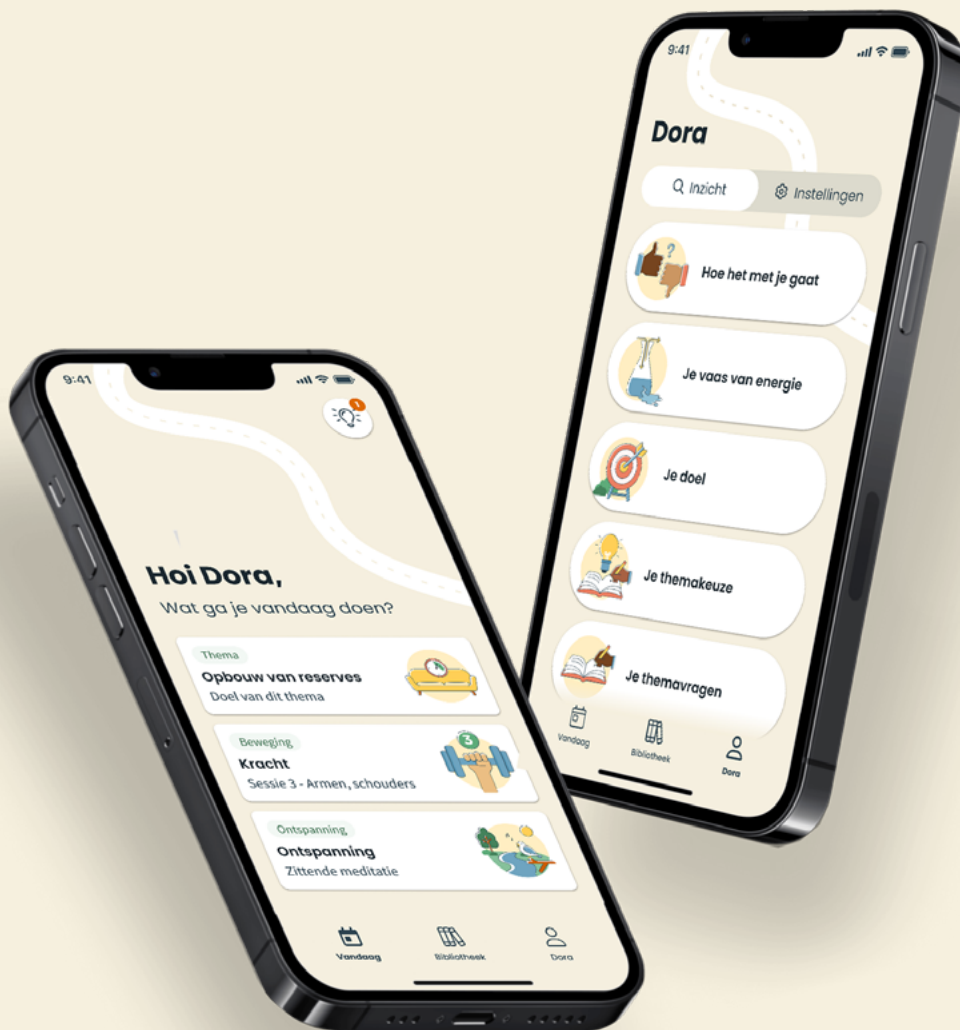 9:41
Hoi Dora,
Wat ga je vandaag doen?
Thema
Opbouw van reserves
Doel van dit thema
Beweging
3
Kracht
Sessie 3 - Armen, schouders
Ontspanning
Ontspanning
Zittende meditatie
Vandaag
Bibliotheek
Dora
9:41
Dora
Inzicht
Instellingen
?
Hoe het met je gaat
Je vaas van energie
Je doel
Je themakeuze
Je themavragen
Vandaag
Bibliotheek
Dora